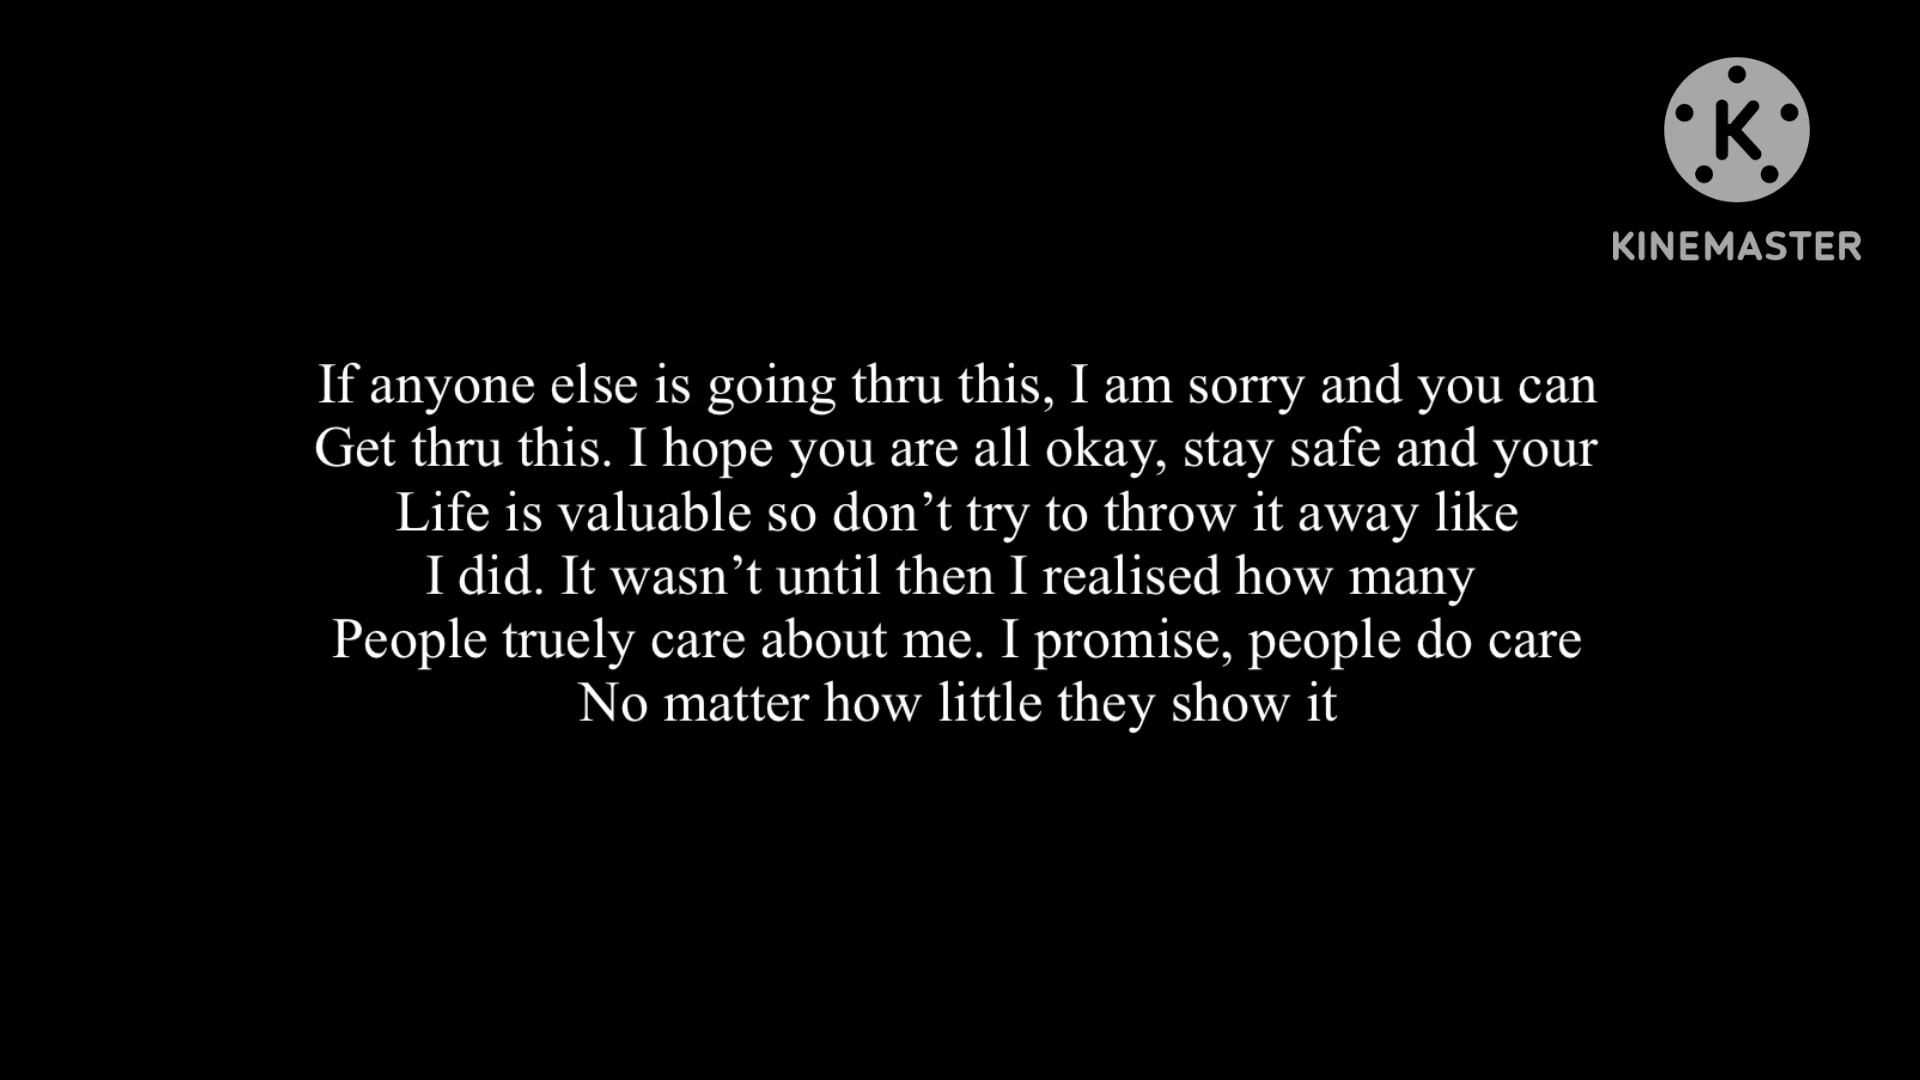 KINEMASTER
If anyone else is going thru this, I am sorry and you can
Get thru this. I hope you are all okay, stay safe and your
Life is valuable so don’t try to throw it away like
I did. It wasn’t until then I realised how many
People truely care about me. I promise, people do care
No matter how little they show it